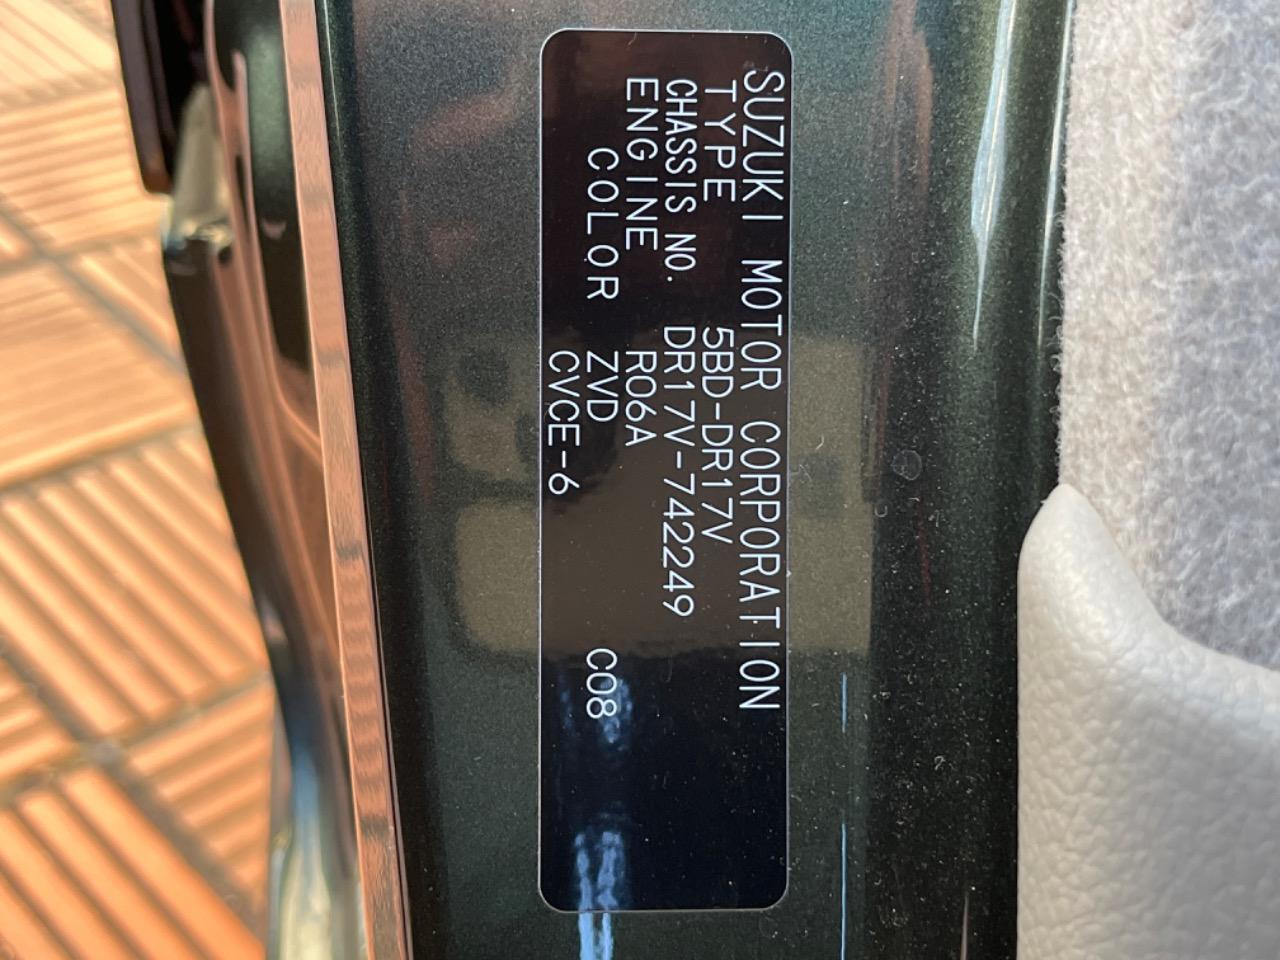 SUZUKI MOTOR CORPORATION
TYPE 5BD-DR17V
CHASSIS NO. DR17V-742249
ENGINE R06A
COLOR ZVD C08
CVCE-6